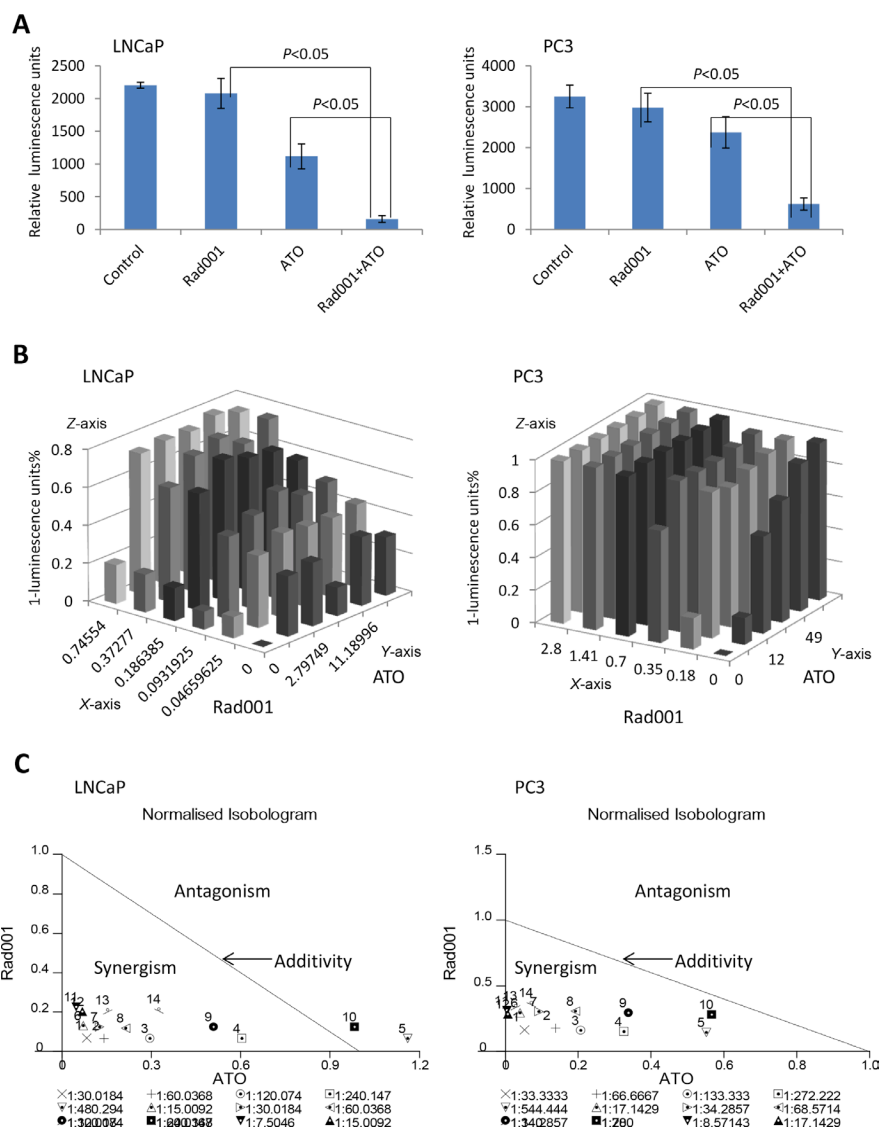 A
LNCaP
PC3
Relative luminescence units
2500
2000
1500
1000
500
0
P<0.05
P<0.05
Control
Rad001
ATO
Rad001+ATO
Relative luminescence units
4000
3000
2000
1000
0
P<0.05
P<0.05
Control
Rad001
ATO
Rad001+ATO
B
LNCaP
PC3
Z-axis
1-luminescence units%
0.8
0.6
0.4
0.2
0
0.74554
0.37277
0.186385
0.0931925
0.04659625
0
0
2.79749
11.18996
X-axis
Y-axis
ATO
Rad001
Z-axis
1-luminescence units%
1
0.8
0.6
0.4
0.2
0
2.8
1.41
0.7
0.35
0.18
0
0
12
49
X-axis
Y-axis
ATO
Rad001
C
LNCaP
PC3
Normalised Isobologram
Normalised Isobologram
Rad001
1.0
0.8
0.6
0.4
0.2
0
Antagonism
Additivity
Synergism
11
13
14
7
8
2
3
9
4
10
5
0
0.3
0.6
0.9
1.2
ATO
1:30.0184
1:60.0368
1:120.074
1:240.147
1:480.294
1:15.0092
1:30.0184
1:60.0368
1:7.5046
1:15.0092
Rad001
1.5
1.0
0.5
0
Antagonism
Additivity
Synergism
13
14
7
2
8
3
9
4
10
5
0
0.2
0.4
0.6
0.8
1.0
ATO
1:33.3333
1:66.6667
1:133.333
1:272.222
1:544.444
1:17.1429
1:34.2857
1:68.5714
1:8.57143
1:17.1429